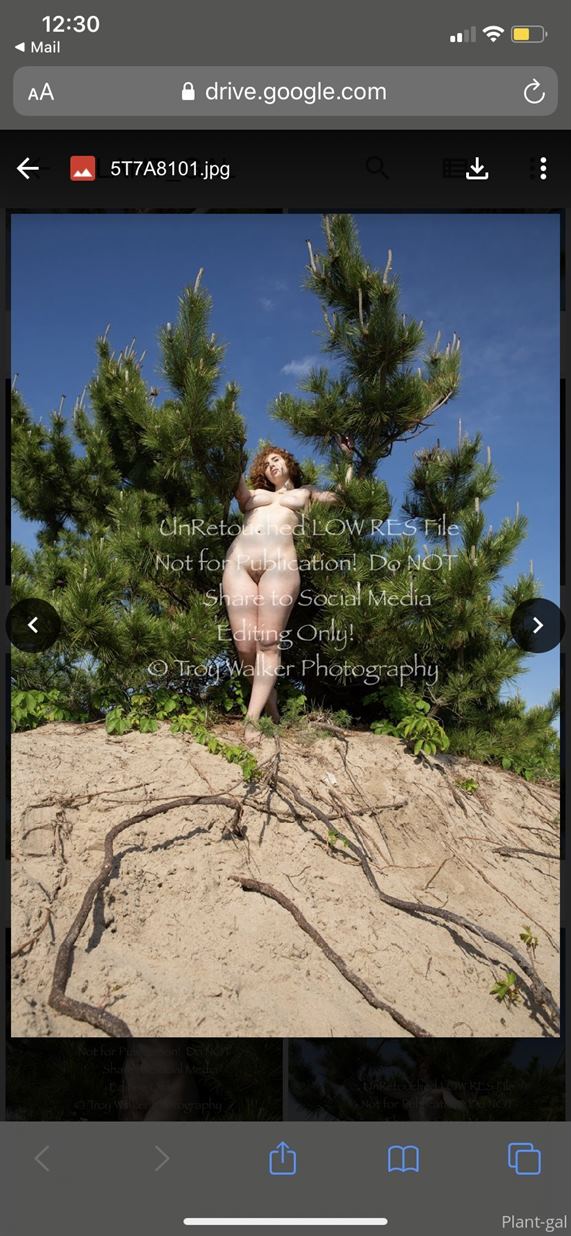 12:30
Mail
AA
drive.google.com
5T7A8101.jpg
UnRetouched LOW RES File
Not for Publication! Do NOT
Share to Social Media
Editing Only!
© Troy Walker Photography
UnRetouched LOW RES File
Not for Publication! Do NOT
Not for Publication! Do NOT
Share to Social Media
© Troy Walker Photography
Plant-gal